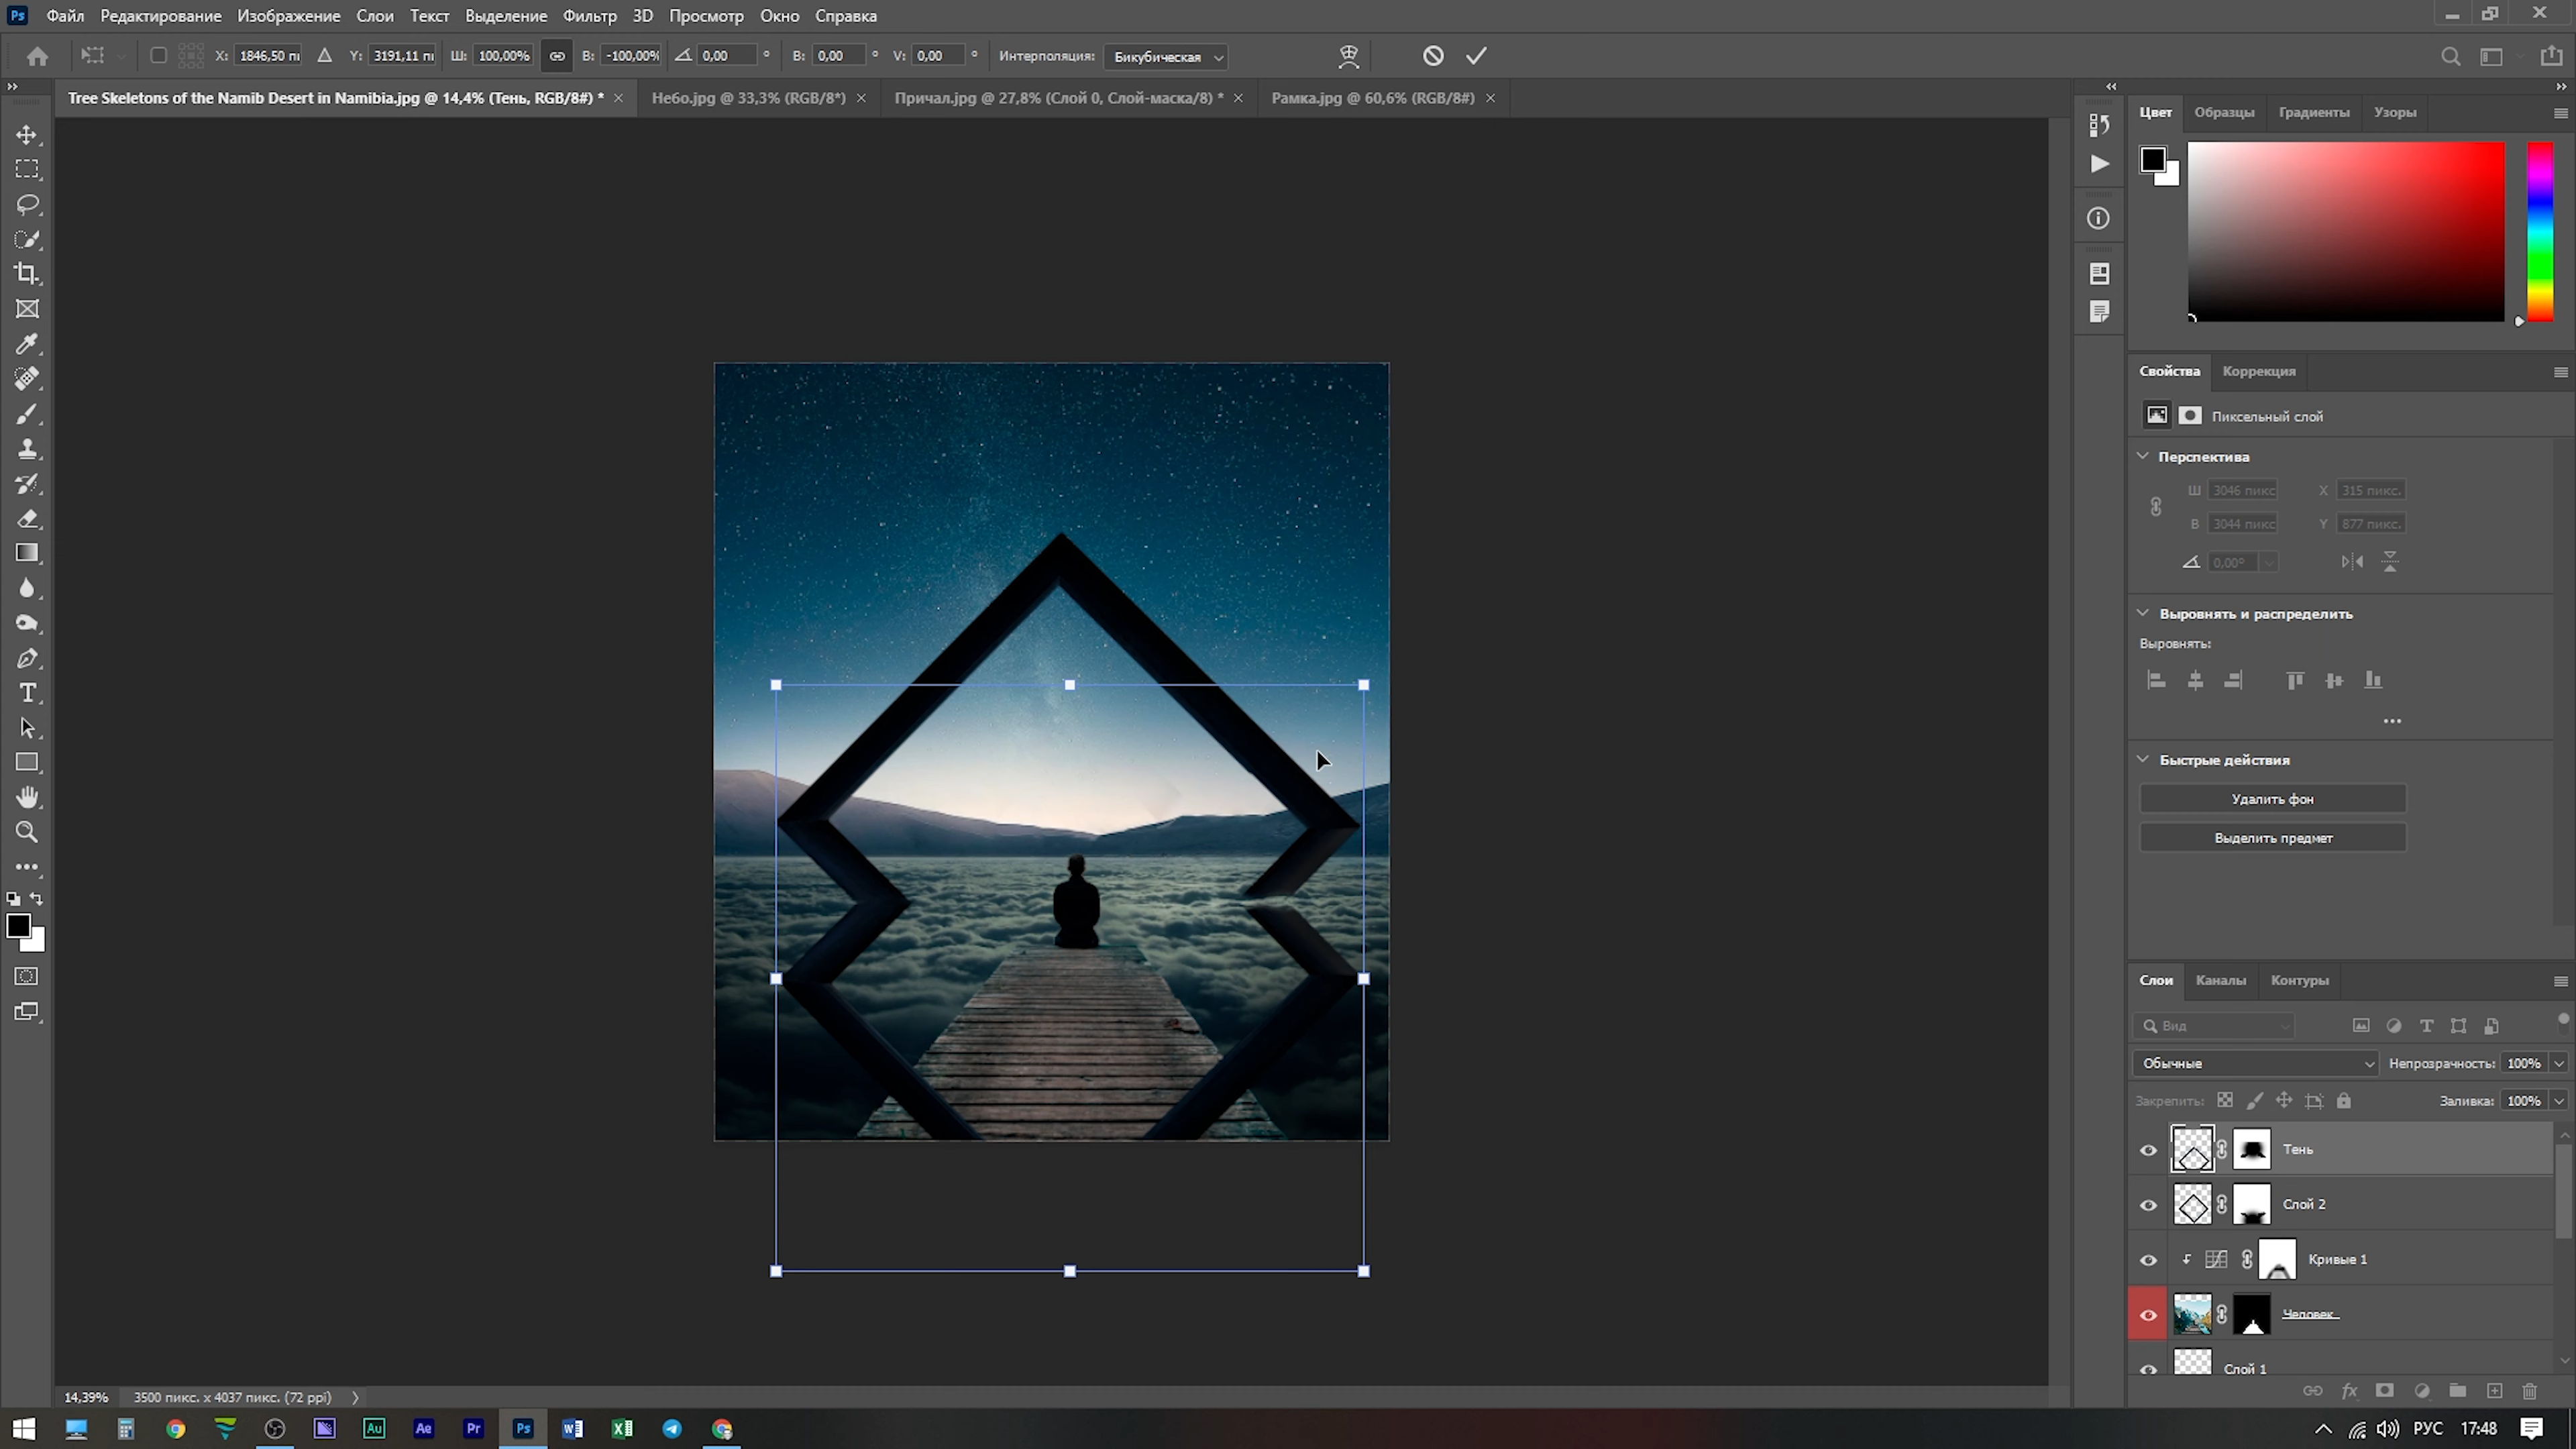 Ps Файл Редактирование Изображение Слои Текст Выделение Фильтр 3D Просмотр Окно Справка
X: 1846,50 пи Y: 3191,11 пи Ш: 100,00% В: -100,00% 0,00 ° В: 0,00 ° V: 0,00 ° Интерполяция: Бикубическая
Tree Skeletons of the Namib Desert in Namibia.jpg @ 14,4% (Тень, RGB/8#) * Небо.jpg @ 33,3% (RGB/8*) Причал.jpg @ 27,8% (Слой 0, Слой-маска/8) * Рамка.jpg @ 60,6% (RGB/8#)
Цвет Образцы Градиенты Узоры
Свойства Коррекция
Пиксельный слой
Перспектива
Ш 3046 пикс X 315 пикс.
В 3044 пикс Y 877 пикс.
0,00°
Выровнять и распределить
Выровнять:
Быстрые действия
Удалить фон
Выделить предмет
Слои Каналы Контуры
Вид
Обычные Непрозрачность: 100%
Закрепить: Заливка: 100%
Тень
Слой 2
Кривые 1
Человек
Слой 1
14,39% 3500 пикс. x 4037 пикс. (72 ppi)
Au Ae Pr Ps РУС 17:48